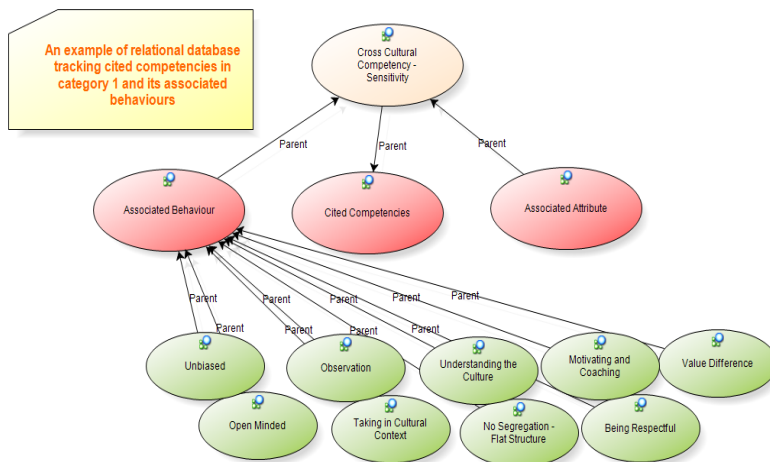 An example of relational database
tracking cited competencies in
category 1 and its associated
behaviours
Cross Cultural
Competency -
Sensitivity
Parent
Parent
Parent
Associated Behaviour
Cited Competencies
Associated Attribute
Parent
Parent
Parent
Parent
Parent
Parent
Parent
Parent
Parent
Unbiased
Observation
Understanding the
Culture
Motivating and
Coaching
Value Difference
Open Minded
Taking in Cultural
Context
No Segregation -
Flat Structure
Being Respectful